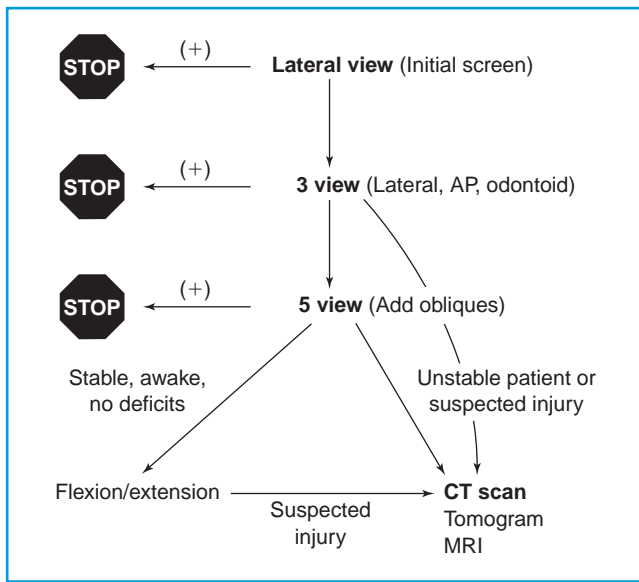 STOP
(+)
Lateral view (Initial screen)
STOP
(+)
3 view (Lateral, AP, odontoid)
STOP
(+)
5 view (Add obliques)
Stable, awake,
no deficits
Unstable patient or
suspected injury
Flexion/extension
Suspected
injury
CT scan
Tomogram
MRI